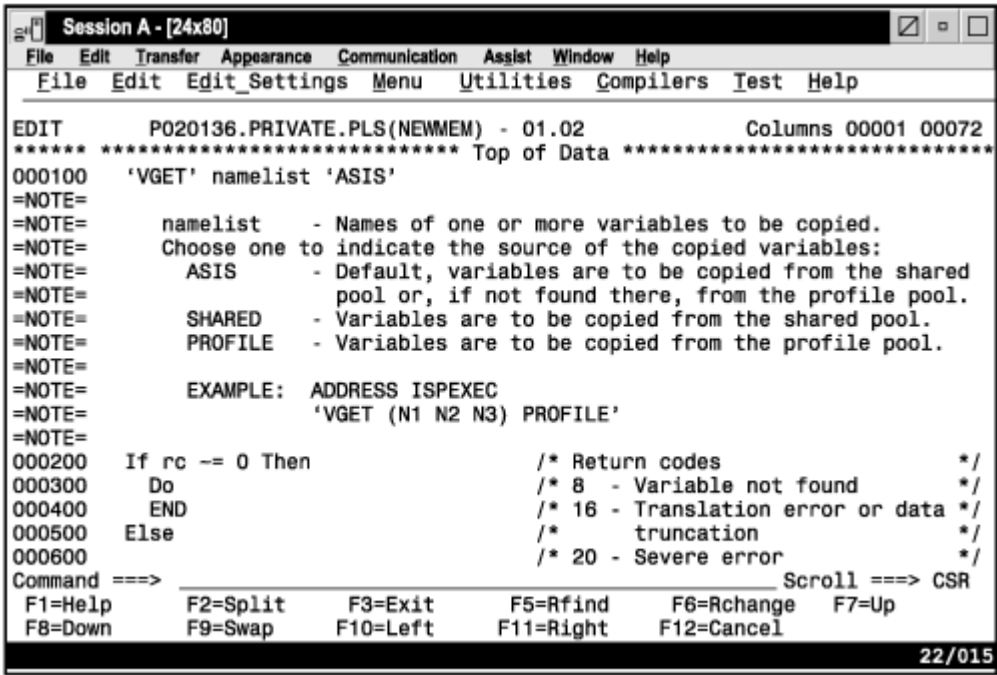 Session A - [24x80]
File Edit Transfer Appearance Communication Assist Window Help
File Edit Edit_Settings Menu Utilities Compilers Test Help
EDIT       P020136.PRIVATE.PLS(NEWMEM) - 01.02             Columns 00001 00072
****** ***************************** Top of Data ******************************
000100   ‘VGET’ namelist ‘ASIS’
=NOTE=
=NOTE=      namelist    - Names of one or more variables to be copied.
=NOTE=      Choose one to indicate the source of the copied variables:
=NOTE=        ASIS      - Default, variables are to be copied from the shared
=NOTE=                    pool or, if not found there, from the profile pool.
=NOTE=        SHARED    - Variables are to be copied from the shared pool.
=NOTE=        PROFILE   - Variables are to be copied from the profile pool.
=NOTE=
=NOTE=        EXAMPLE:  ADDRESS ISPEXEC
=NOTE=                  ‘VGET (N1 N2 N3) PROFILE’
=NOTE=
000200   If rc ~= 0 Then                  /* Return codes                   */
000300     Do                             /* 8  - Variable not found        */
000400     END                            /* 16 - Translation error or data */
000500   Else                             /*      truncation                */
000600                                    /* 20 - Severe error              */
Command ===>                                                   Scroll ===> CSR
F1=Help F2=Split F3=Exit F5=Rfind F6=Rchange F7=Up
F8=Down F9=Swap F10=Left F11=Right F12=Cancel
22/015